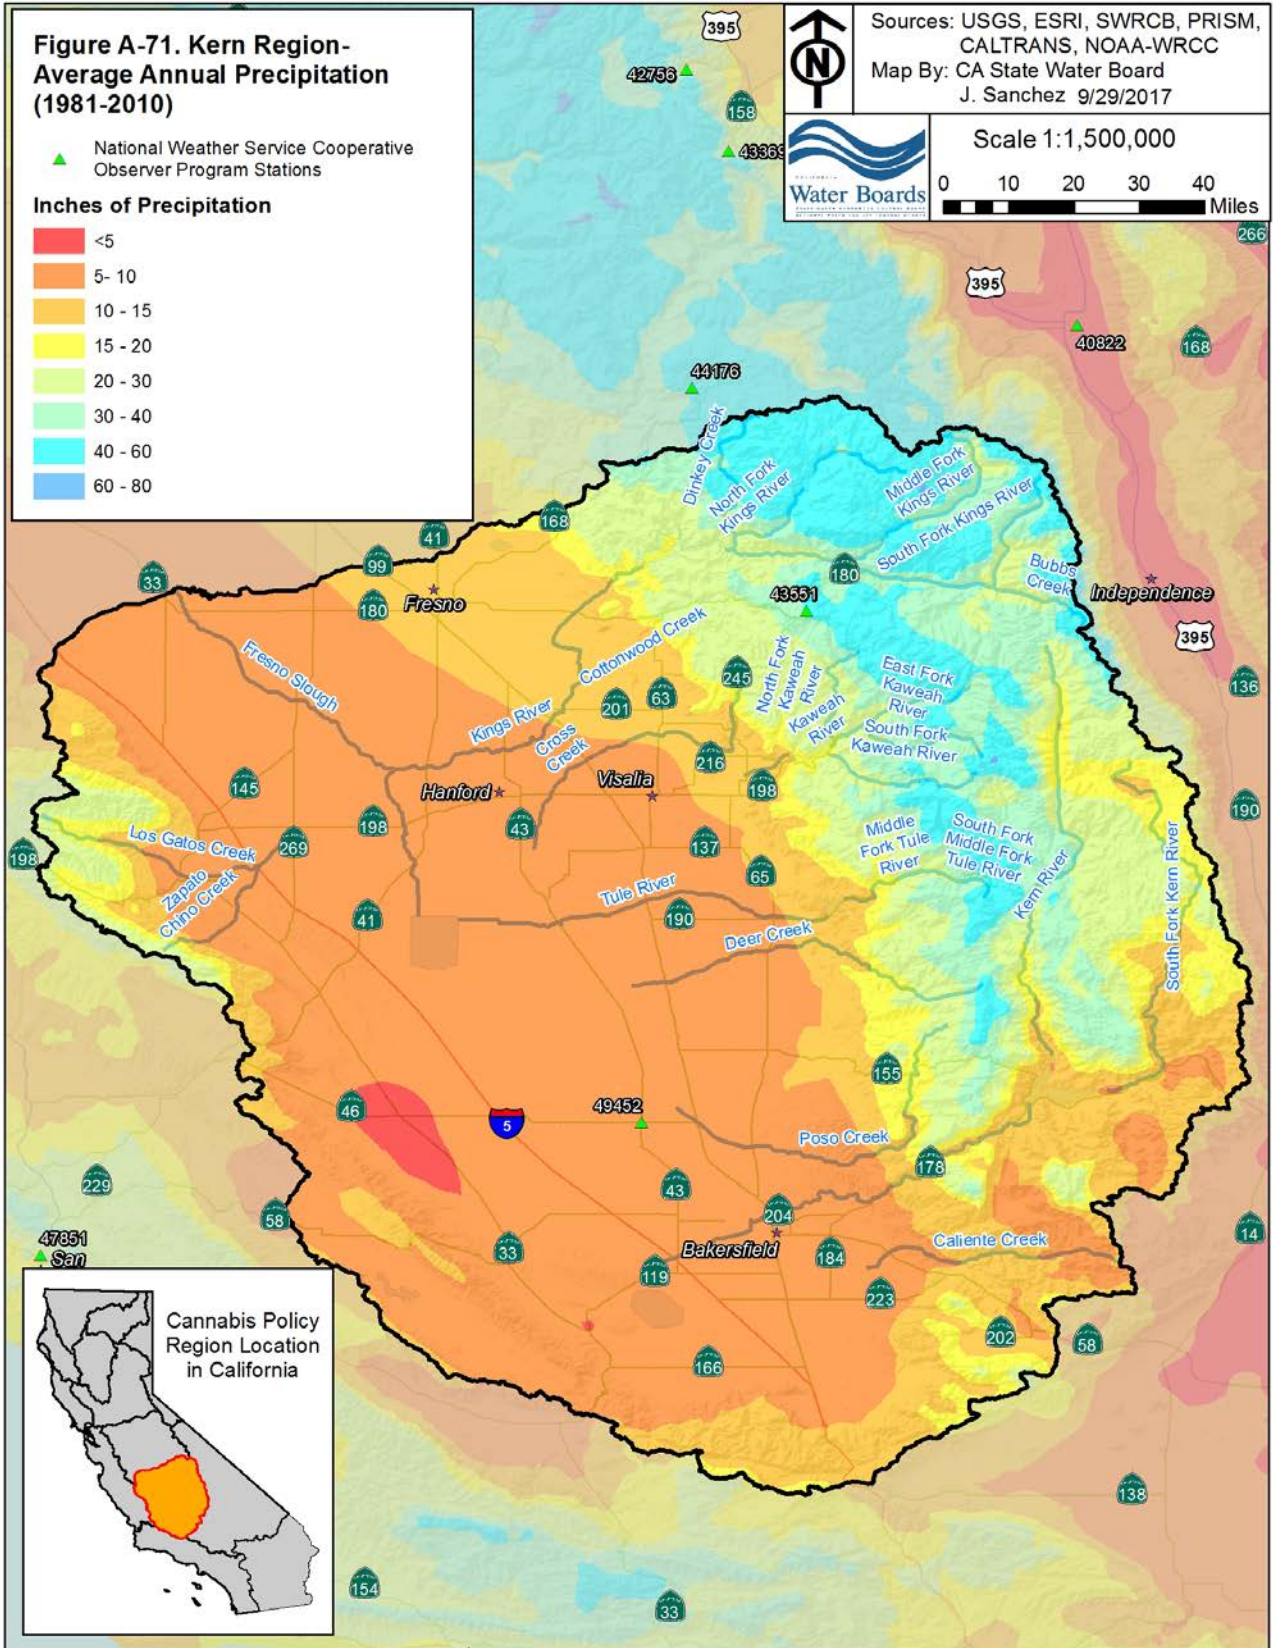 Figure A-71. Kern Region-
Average Annual Precipitation
(1981-2010)
National Weather Service Cooperative
Observer Program Stations
Inches of Precipitation
<5
5- 10
10 - 15
15 - 20
20 - 30
30 - 40
40 - 60
60 - 80
N
Sources: USGS, ESRI, SWRCB, PRISM,
CALTRANS, NOAA-WRCC
Map By: CA State Water Board
J. Sanchez 9/29/2017
CALIFORNIA
Water Boards
Scale 1:1,500,000
0 10 20 30 40
Miles
395
42756
158
43369
266
395
40822
168
44176
Dinkey Creek
North Fork
Kings River
Middle Fork
Kings River
South Fork Kings River
168
41
99
33
180
Fresno
180
Bubbs
Creek
Independence
43551
395
Fresno Slough
Cottonwood Creek
245
63
201
North Fork
Kaweah
River
Kaweah
River
East Fork
Kaweah
River
South Fork
Kaweah River
136
Kings River
Cross
Creek
216
145
Hanford
Visalia
198
190
43
198
269
137
Los Gatos Creek
198
Zapato
Chino Creek
65
Middle
Fork Tule
River
South Fork
Middle Fork
Tule River
Kern River
South Fork Kern River
41
Tule River
190
Deer Creek
155
46
5
49452
Poso Creek
178
229
43
58
204
47851
San
33
Bakersfield
184
Caliente Creek
14
119
223
202
58
166
Cannabis Policy
Region Location
in California
138
154
33